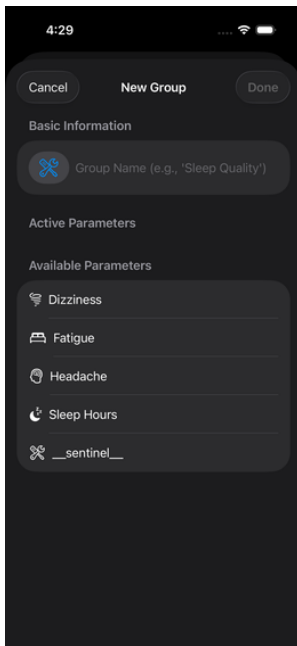 4:29
Cancel
New Group
Done
Basic Information
Group Name (e.g., 'Sleep Quality')
Active Parameters
Available Parameters
Dizziness
Fatigue
Headache
Sleep Hours
__sentinel__